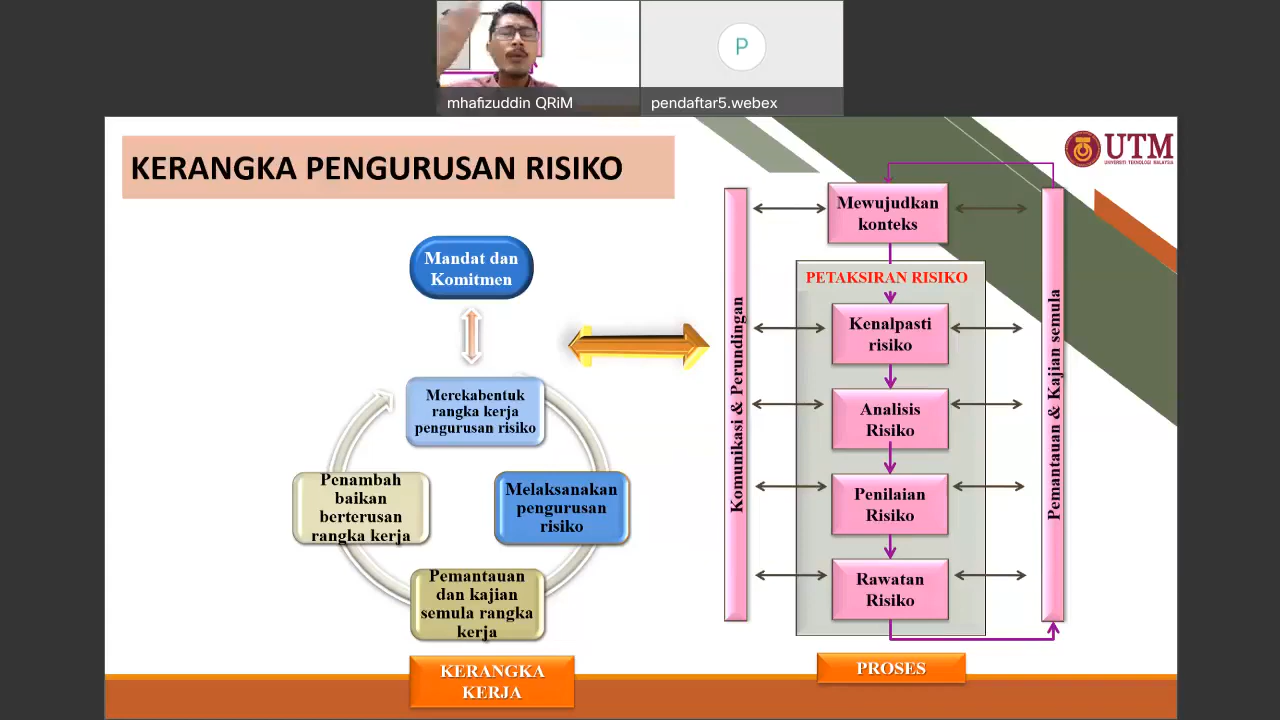 mhafizuddin QRiM
pendaftar5.webex
P
KERANGKA PENGURUSAN RISIKO
UTM
UNIVERSITI TEKNOLOGI MALAYSIA
Mandat dan
Komitmen
Merekabentuk
rangka kerja
pengurusan risiko
Melaksanakan
pengurusan
risiko
Pemantauan
dan kajian
semula rangka
kerja
Penambah
baikan
berterusan
rangka kerja
KERANGKA
KERJA
Komunikasi & Perundingan
Mewujudkan
konteks
PETAKSIRAN RISIKO
Kenalpasti
risiko
Analisis
Risiko
Penilaian
Risiko
Rawatan
Risiko
Pemantauan & Kajian semula
PROSES